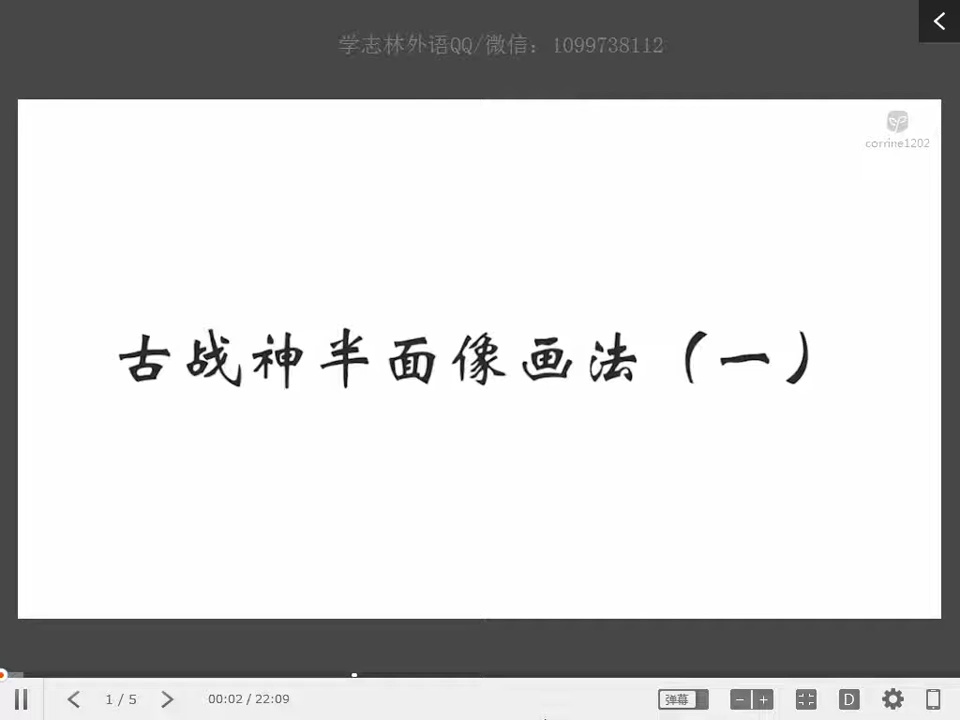 学志林外语QQ/微信：1099738112
corrine1202
古战神半面像画法（一）
1 / 5
00:02 / 22:09
弹幕
D